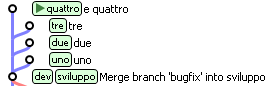 quattro e quattro
tre tre
due due
uno uno
dev sviluppo Merge branch 'bugfix' into sviluppo